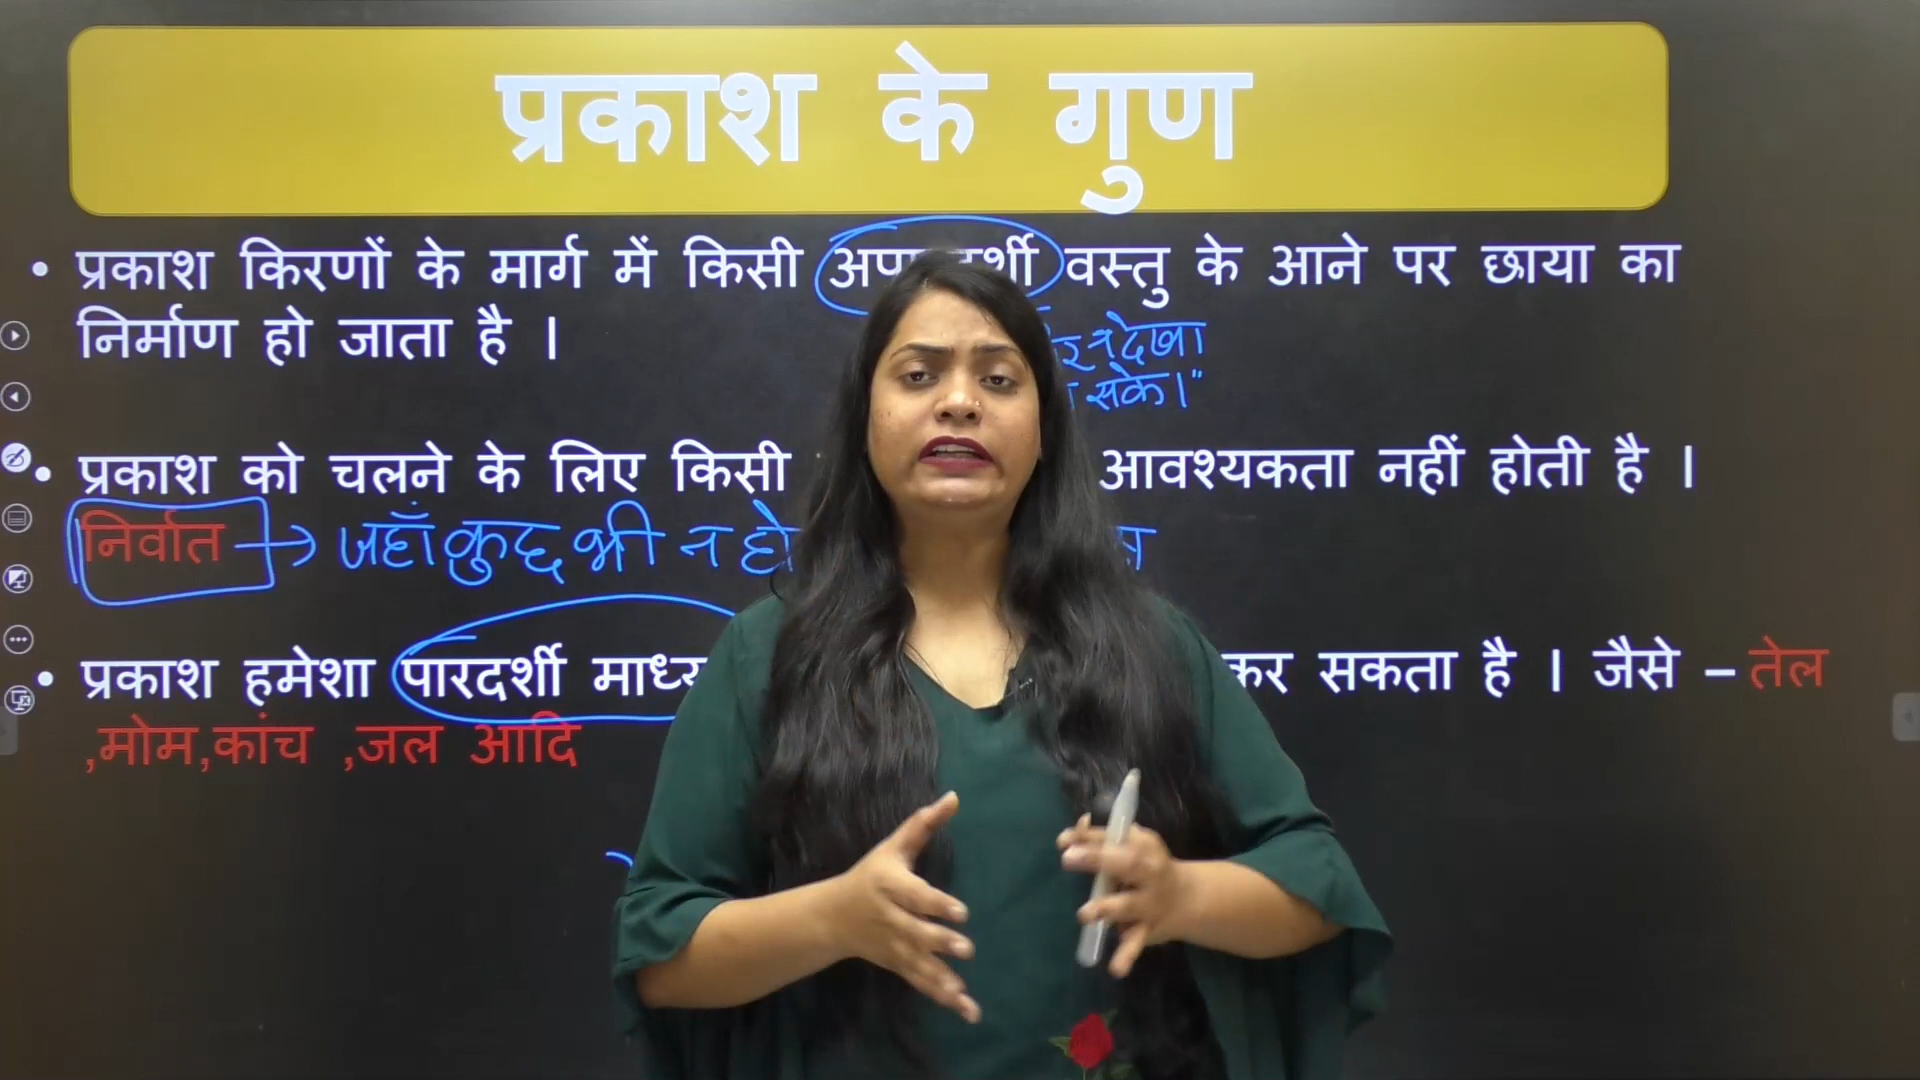 प्रकाश के गुण
• प्रकाश किरणों के मार्ग में किसी वस्तु के आने पर छाया का
निर्माण हो जाता है ।
न देखा
सके।"
• प्रकाश को चलने के लिए किसी आवश्यकता नहीं होती है ।
निर्वात → जहाँ कुछ भी न हो
• प्रकाश हमेशा पारदर्शी कर सकता है । जैसे – तेल
,मोम,कांच ,जल आदि